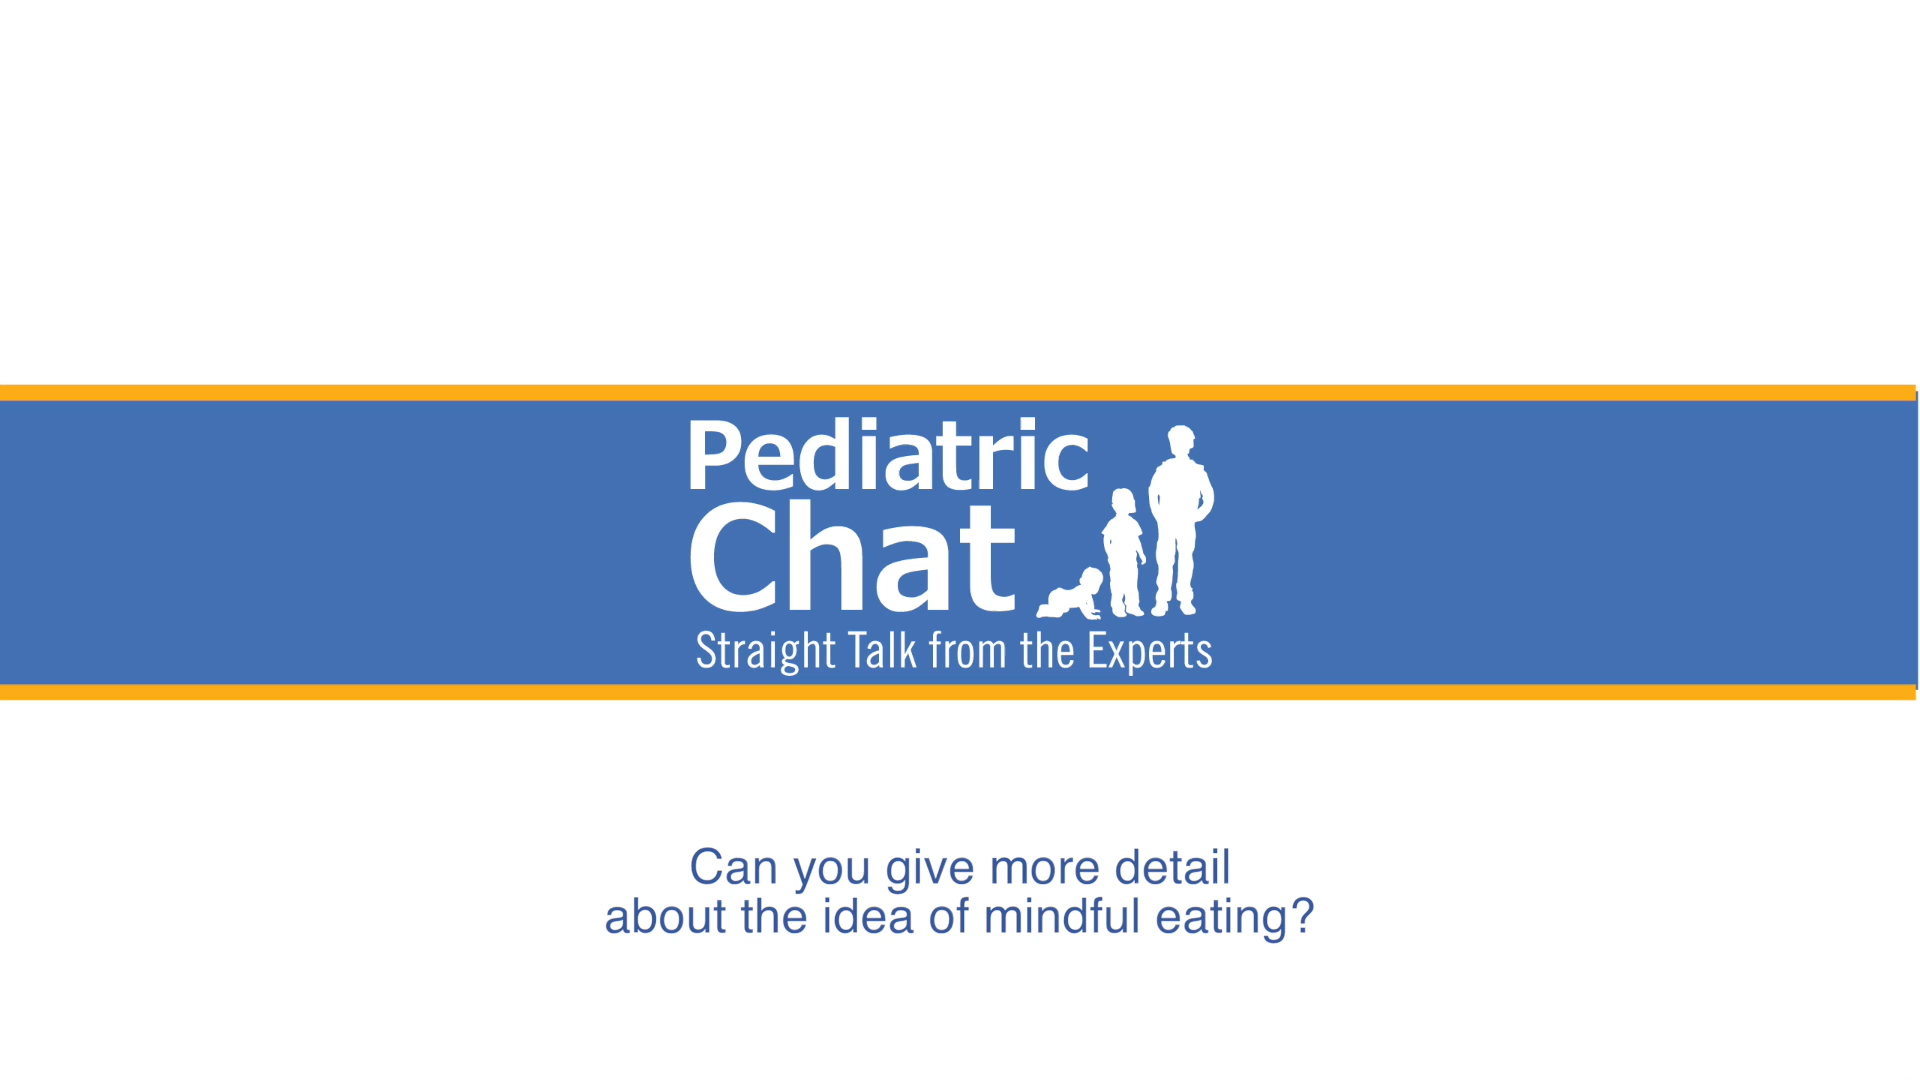 Pediatric
Chat
Straight Talk from the Experts
Can you give more detail
about the idea of mindful eating?